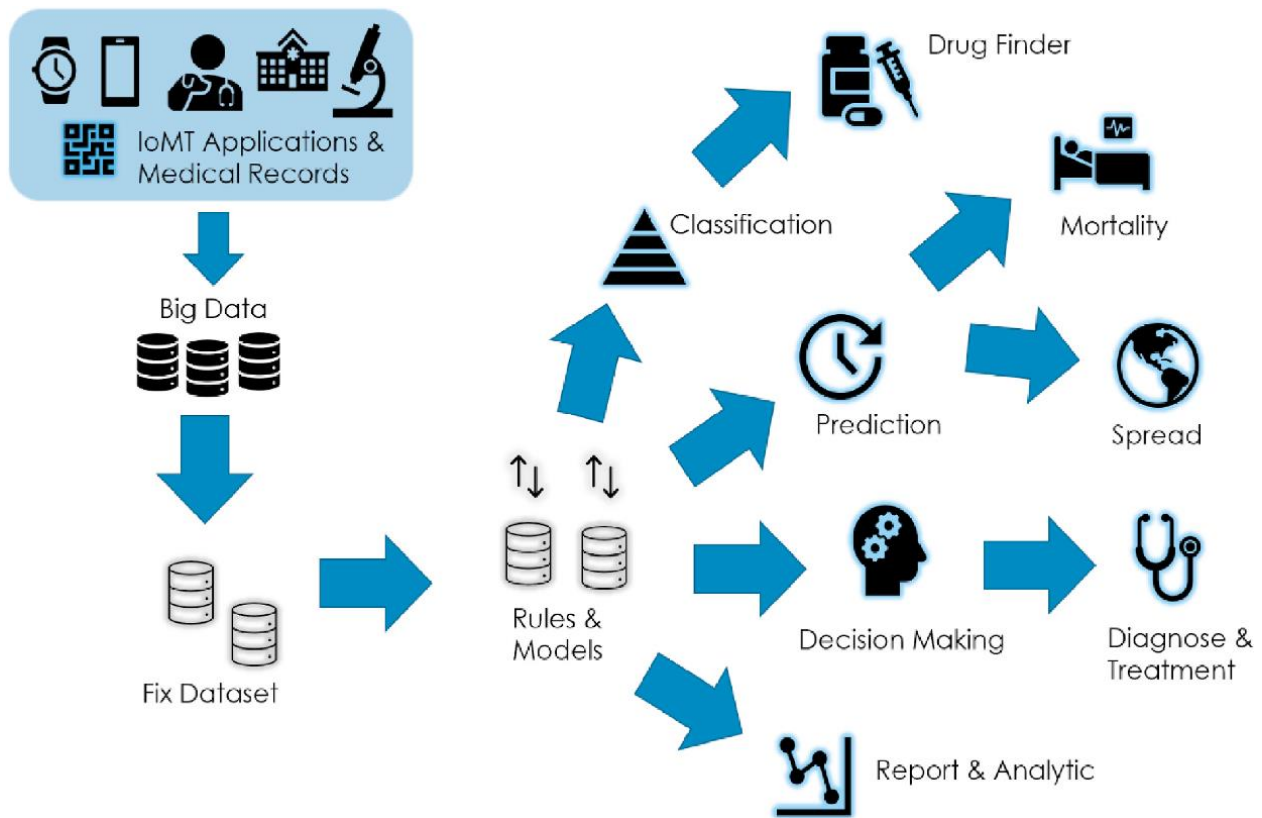 IoMT Applications &
Medical Records
Big Data
Fix Dataset
Rules &
Models
Classification
Drug Finder
Prediction
Mortality
Spread
Decision Making
Diagnose &
Treatment
Report & Analytic